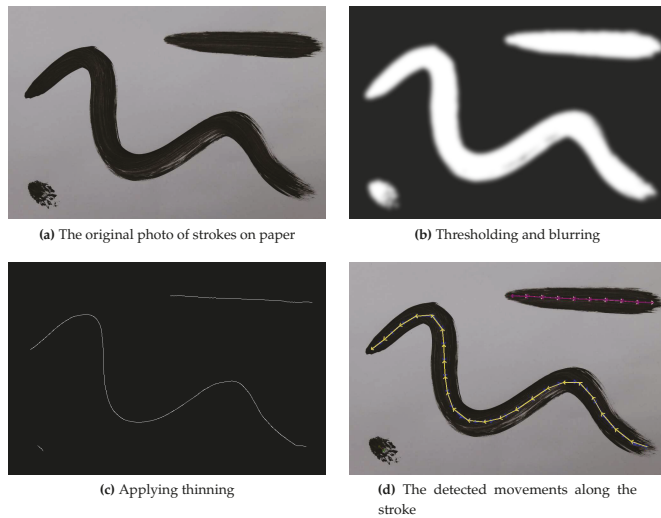 (a) The original photo of strokes on paper
(b) Thresholding and blurring
(c) Applying thinning
(d) The detected movements along the
stroke